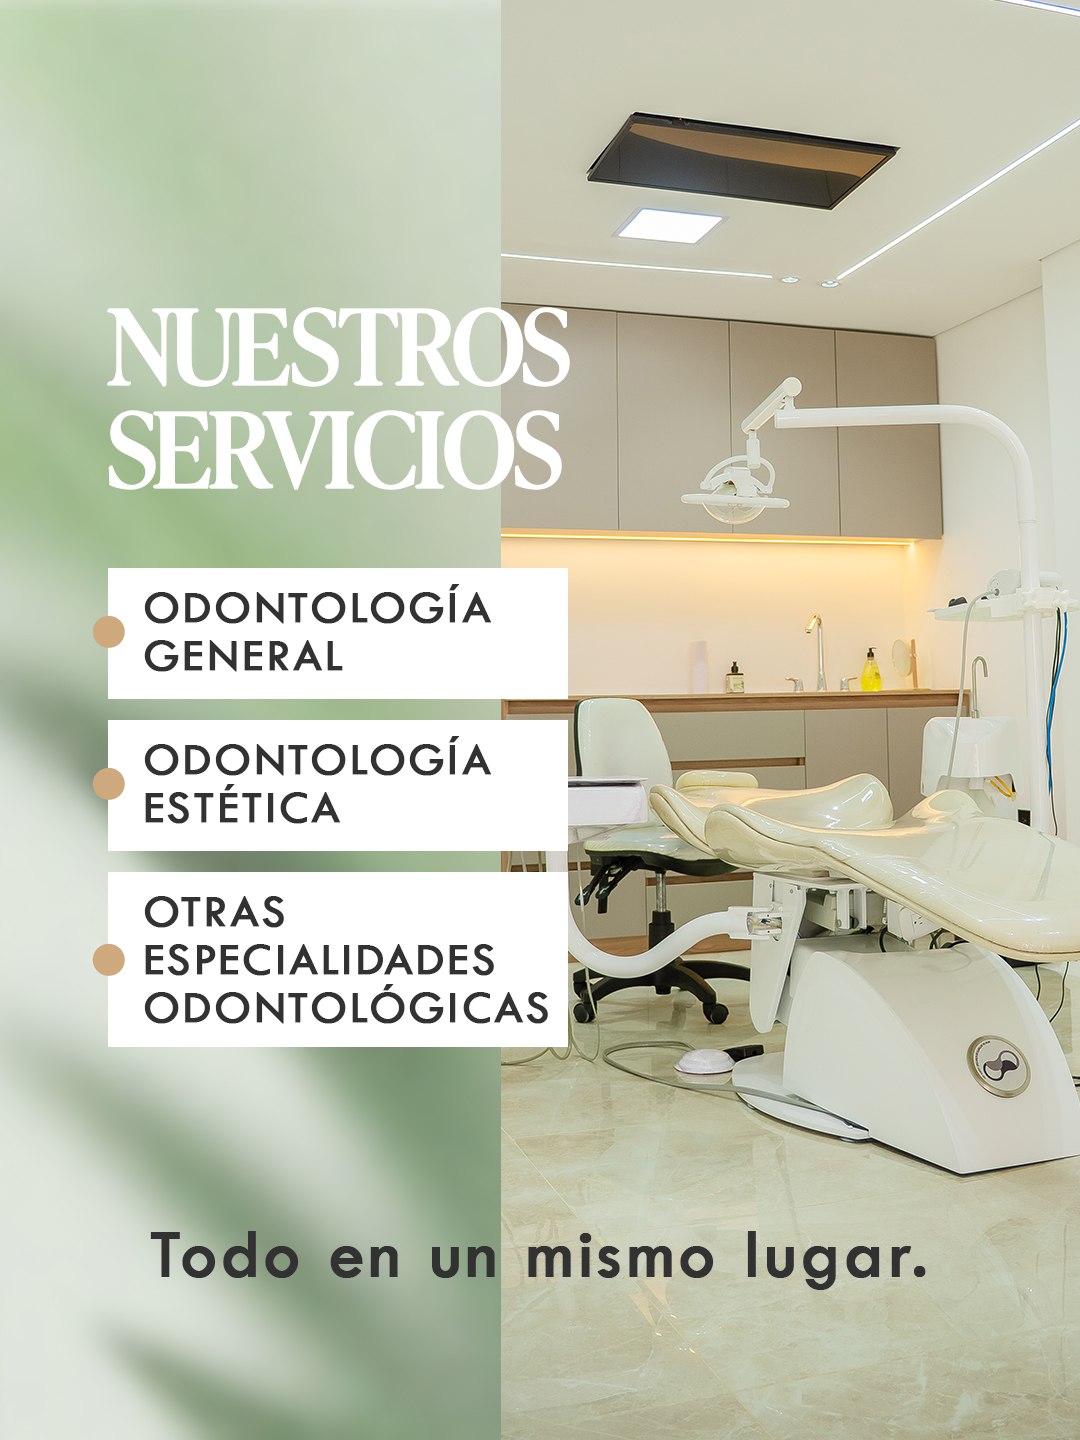 NUESTROS
SERVICIOS
ODONTOLOGÍA
GENERAL
ODONTOLOGÍA
ESTÉTICA
OTRAS
ESPECIALIDADES
ODONTOLÓGICAS
Todo en un mismo lugar.